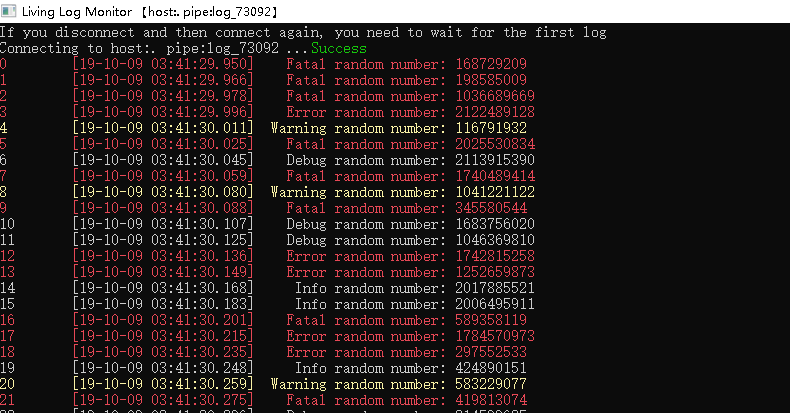 Living Log Monitor 【host:. pipe:log_73092】
If you disconnect and then connect again, you need to wait for the first log
Connecting to host:. pipe:log_73092 ...Success
0 [19-10-09 03:41:29.950] Fatal random number: 168729209
1 [19-10-09 03:41:29.966] Fatal random number: 198585009
2 [19-10-09 03:41:29.978] Fatal random number: 1036689669
3 [19-10-09 03:41:29.996] Error random number: 2122489128
4 [19-10-09 03:41:30.011] Warning random number: 116791932
5 [19-10-09 03:41:30.025] Fatal random number: 2025530834
6 [19-10-09 03:41:30.045] Debug random number: 2113915390
7 [19-10-09 03:41:30.059] Fatal random number: 1740489414
8 [19-10-09 03:41:30.080] Warning random number: 1041221122
9 [19-10-09 03:41:30.088] Fatal random number: 345580544
10 [19-10-09 03:41:30.107] Debug random number: 1683756020
11 [19-10-09 03:41:30.125] Debug random number: 1046369810
12 [19-10-09 03:41:30.136] Error random number: 1742815258
13 [19-10-09 03:41:30.149] Error random number: 1252659873
14 [19-10-09 03:41:30.168] Info random number: 2017885521
15 [19-10-09 03:41:30.183] Info random number: 2006495911
16 [19-10-09 03:41:30.201] Fatal random number: 589358119
17 [19-10-09 03:41:30.215] Error random number: 1784570973
18 [19-10-09 03:41:30.235] Error random number: 297552533
19 [19-10-09 03:41:30.248] Info random number: 424890151
20 [19-10-09 03:41:30.259] Warning random number: 583229077
21 [19-10-09 03:41:30.275] Fatal random number: 419813074